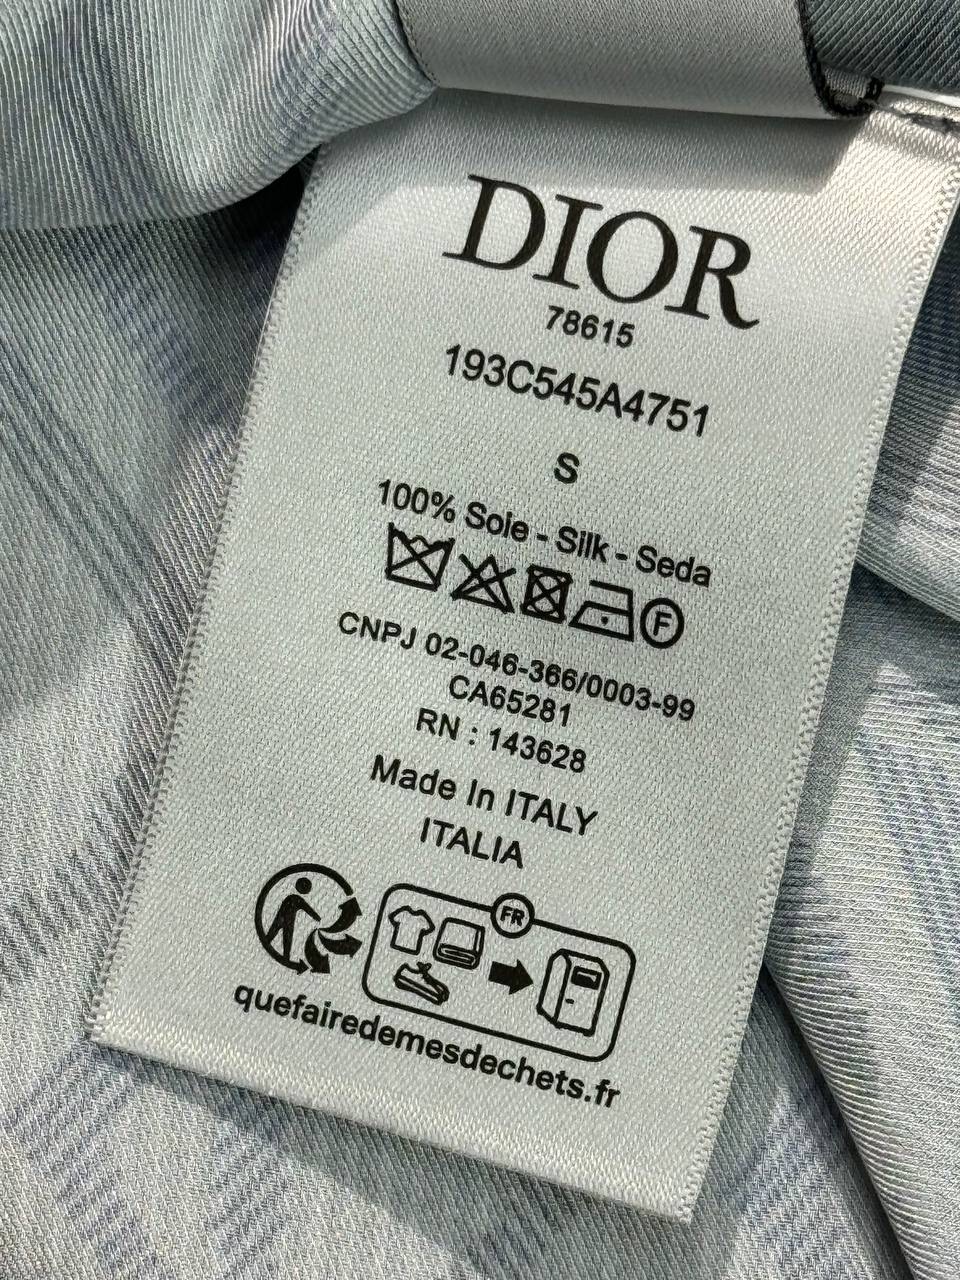 DIOR
78615
193C545A4751
S
100% Soie - Silk - Seda
F
CNPJ 02-046-366/0003-99
CA65281
RN : 143628
Made In ITALY
ITALIA
FR
quefairedemesdechets.fr